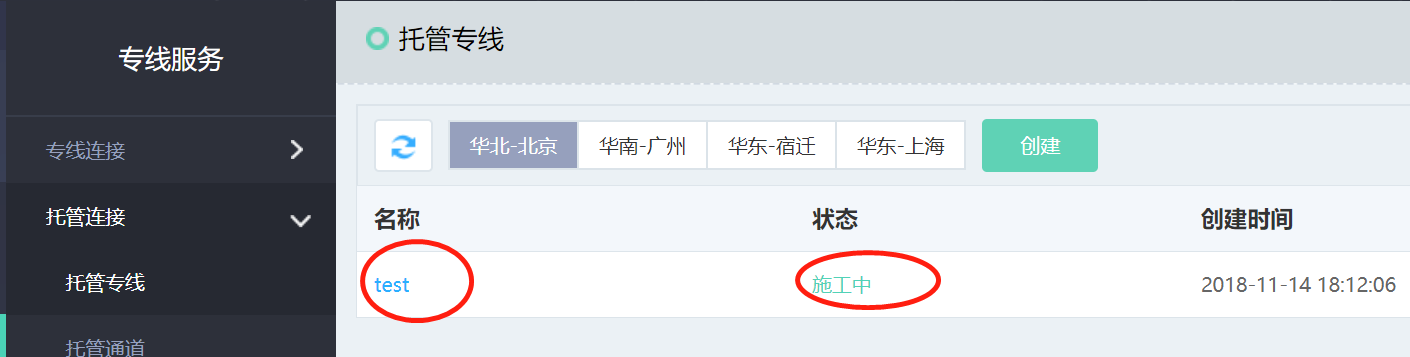 专线服务
托管专线
专线连接
华北-北京 华南-广州 华东-宿迁 华东-上海 创建
托管连接
名称 状态 创建时间
托管专线
test 施工中 2018-11-14 18:12:06
托管通道